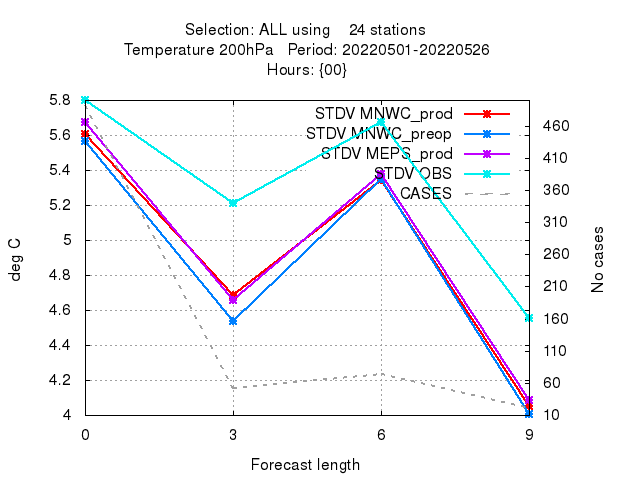 Selection: ALL using 24 stations
Temperature 200hPa Period: 20220501-20220526
Hours: {00}
STDV MNWC_prod
STDV MNWC_preop
STDV MEPS_prod
STDV OBS
CASES
deg C
5.8
5.6
5.4
5.2
5
4.8
4.6
4.4
4.2
4
460
410
360
310
260
210
160
110
60
10
No cases
0 3 6 9
Forecast length